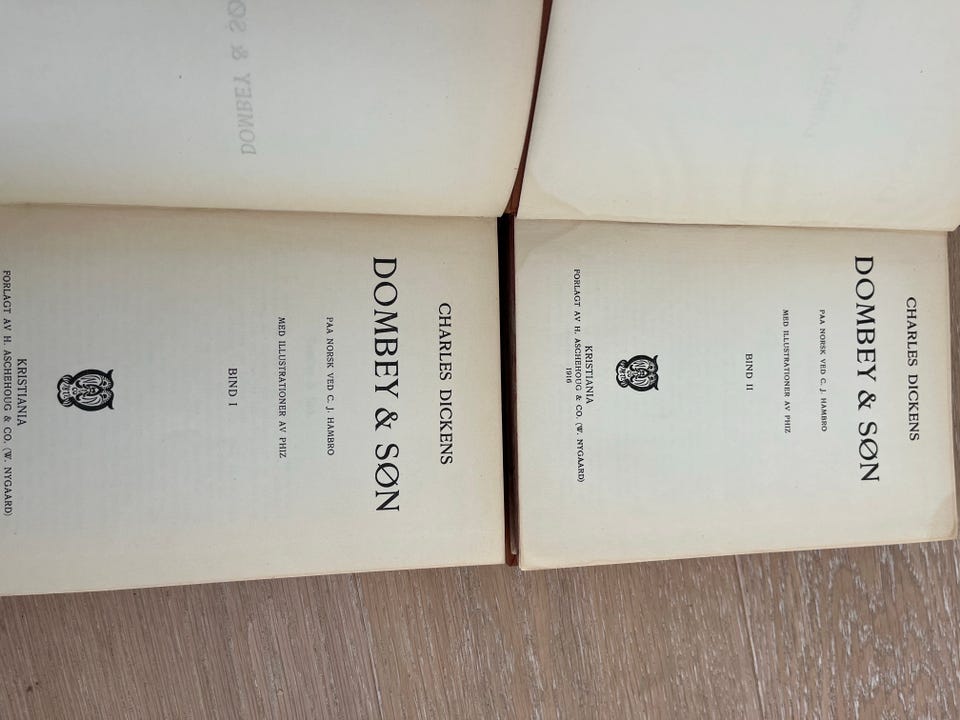 DOMBEY & SØ
CHARLES DICKENS
DOMBEY & SØN
PAA NORSK VED C. J. HAMBRO
MED ILLUSTRATIONER AV PHIZ
BIND I
KRISTIANIA
FORLAGT AV H. ASCHEHOUG & CO. (W. NYGAARD)
CHARLES DICKENS
DOMBEY & SØN
PAA NORSK VED C. J. HAMBRO
MED ILLUSTRATIONER AV PHIZ
BIND II
KRISTIANIA
1916
FORLAGT AV H. ASCHEHOUG & CO. (W. NYGAARD)